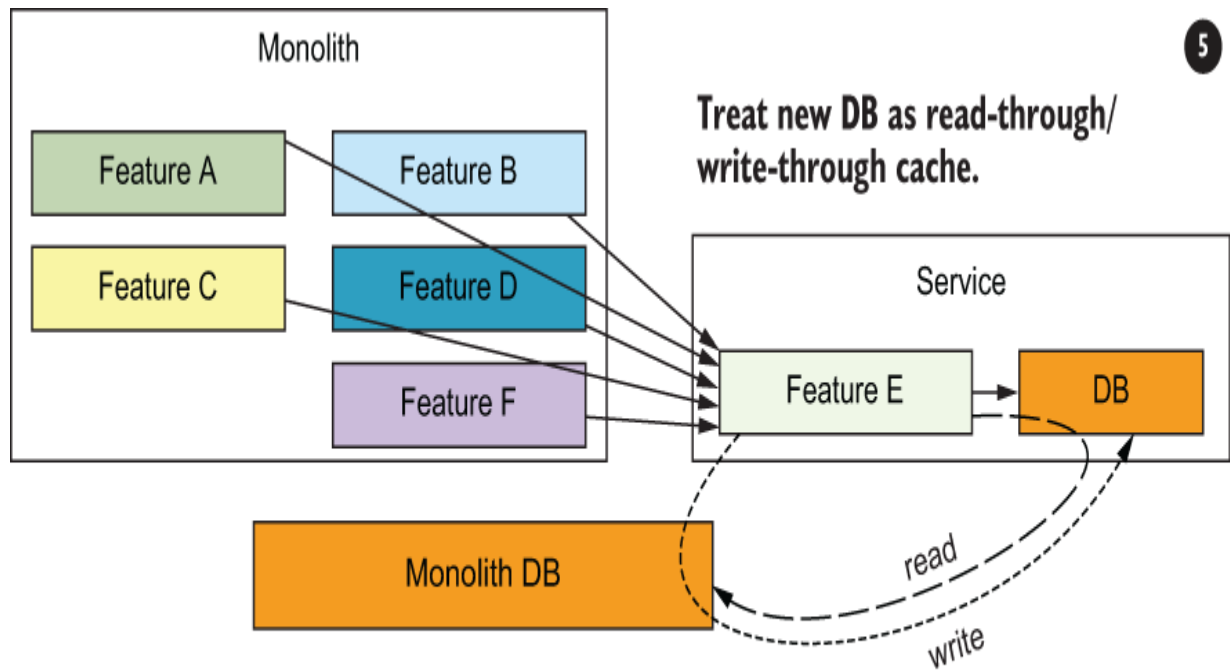 Monolith
5
Treat new DB as read-through/
write-through cache.
Feature A
Feature B
Feature C
Feature D
Feature F
Service
Feature E
DB
Monolith DB
read
write